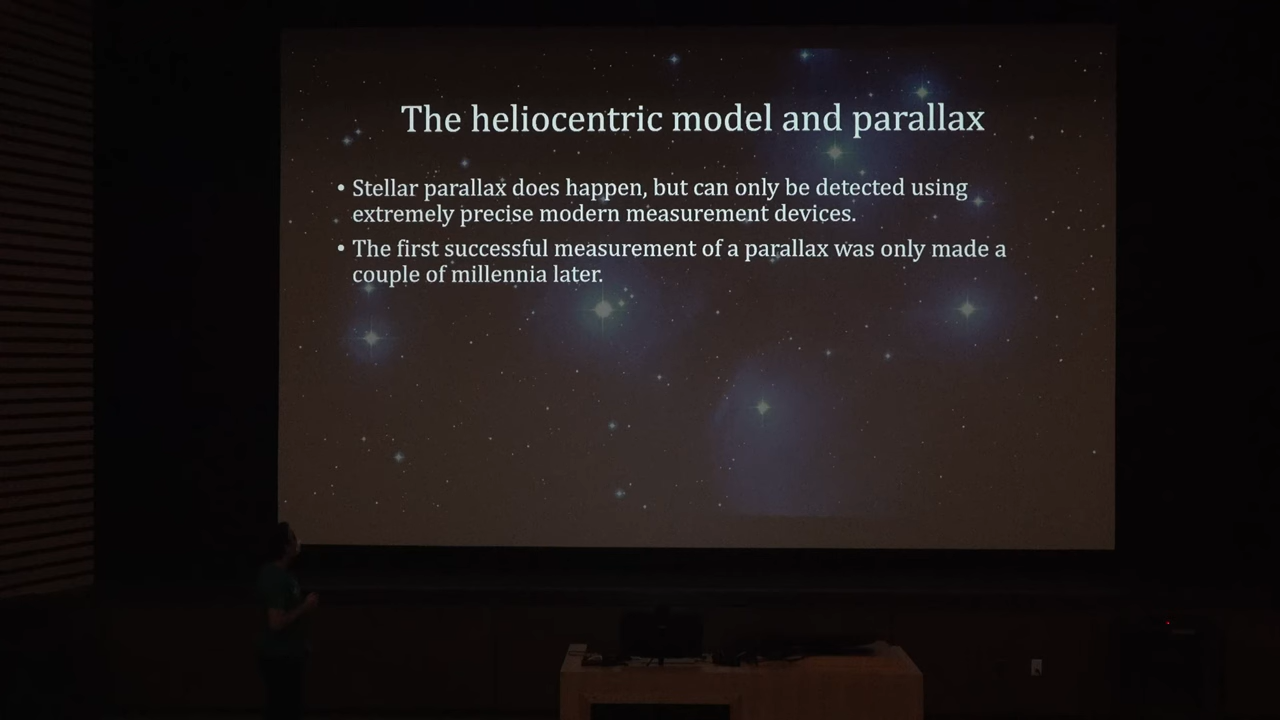 The heliocentric model and parallax
• Stellar parallax does happen, but can only be detected using
extremely precise modern measurement devices.
• The first successful measurement of a parallax was only made a
couple of millennia later.